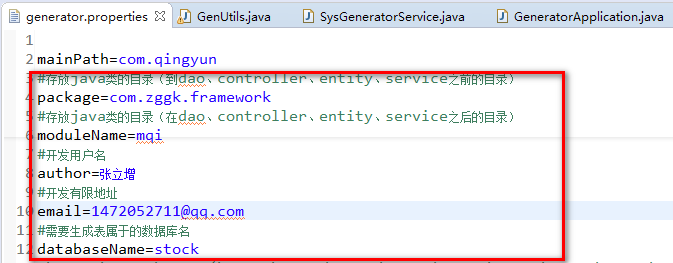 generator.properties GenUtils.java SysGeneratorService.java GeneratorApplication.java
1
2 mainPath=com.qingyun
3 #存放java类的目录（到dao、controller、entity、service之前的目录）
4 package=com.zggk.framework
5 #存放java类的目录（在dao、controller、entity、service之后的目录）
6 moduleName=mqi
7 #开发用户名
8 author=张立增
9 #开发有限地址
10 email=1472052711@qq.com
11 #需要生成表属于的数据库名
12 databaseName=stock